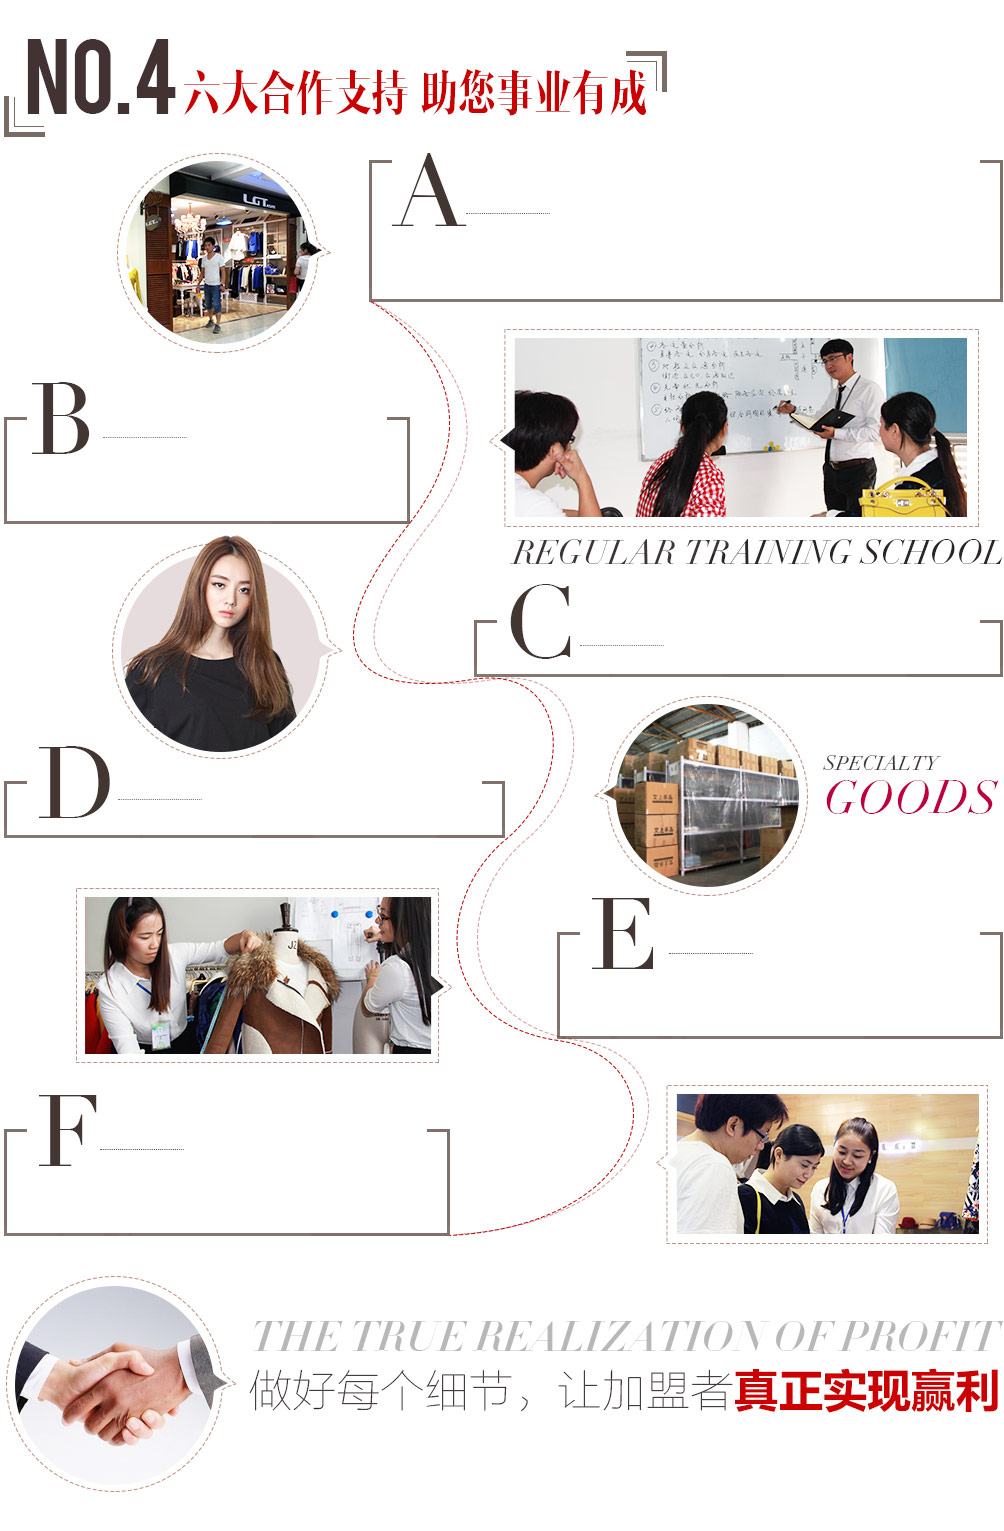 NO.4 六大合作支持 助您事业有成
A
LGT
B
REGULAR TRAINING SCHOOL
C
D
SPECIALTY
GOODS
E
F
THE TRUE REALIZATION OF PROFIT
做好每个细节，让加盟者真正实现赢利